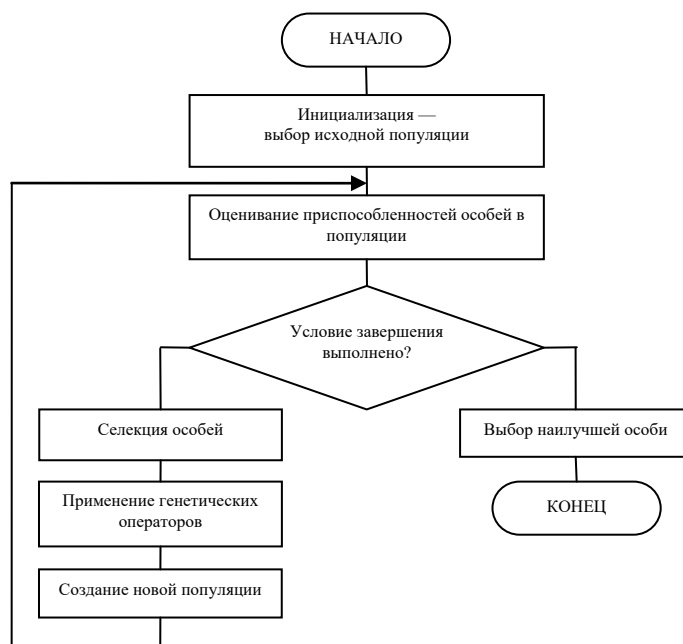 НАЧАЛО
Инициализация —
выбор исходной популяции
Оценивание приспособленностей особей в
популяции
Условие завершения
выполнено?
Селекция особей
Выбор наилучшей особи
Применение генетических
операторов
КОНЕЦ
Создание новой популяции